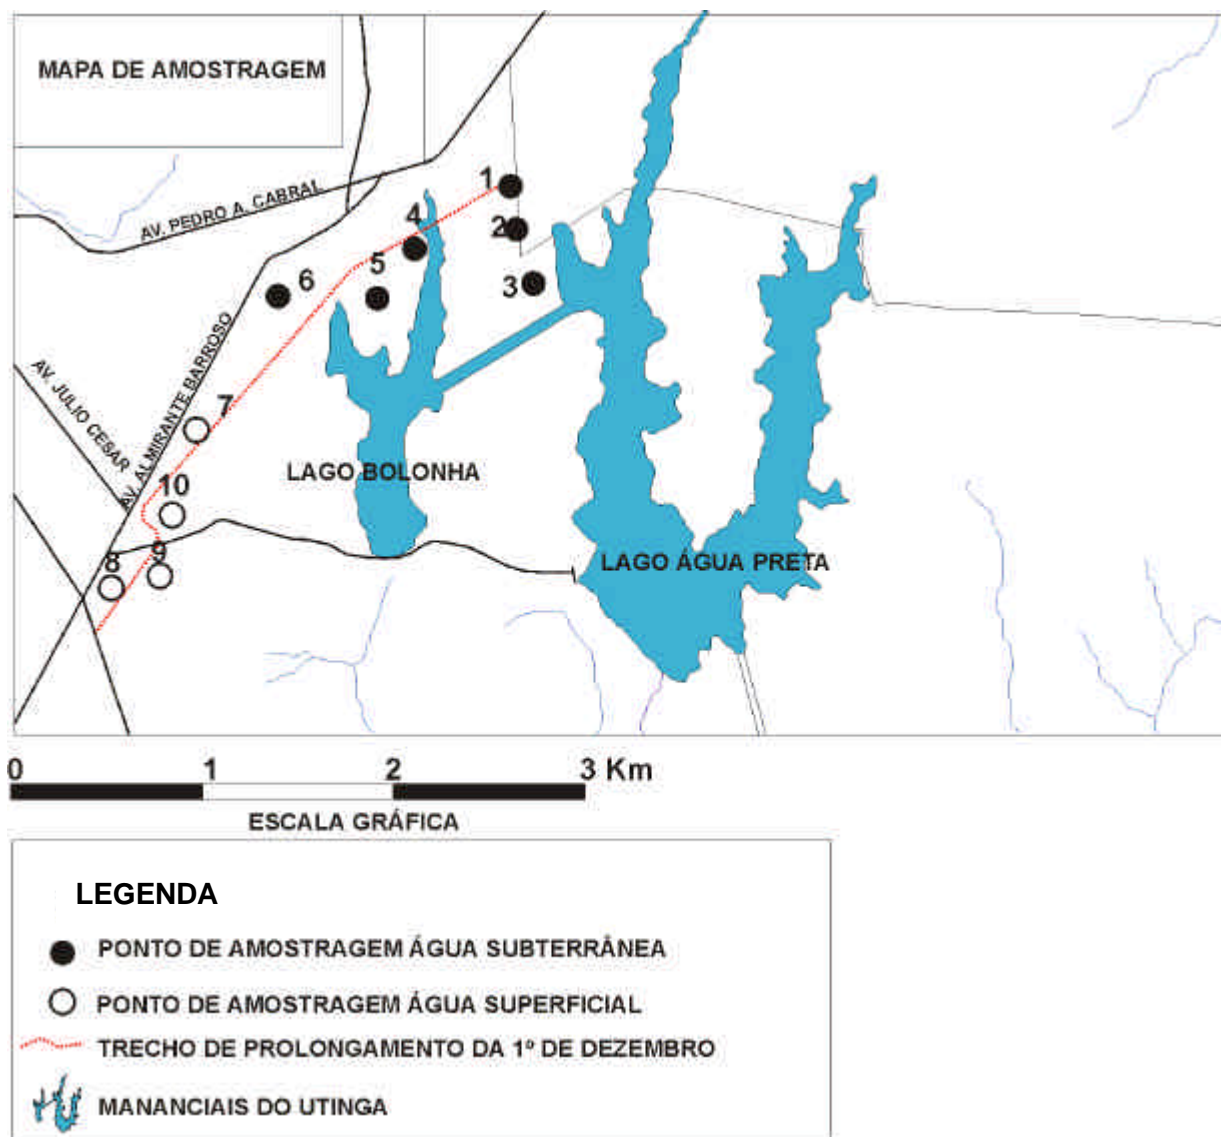 MAPA DE AMOSTRAGEM
AV. PEDRO A. CABRAL
1
2
3
4
5
6
AV. ALMIRANTE BARROSO
AV. JULIO CESAR
7
LAGO BOLONHA
10
LAGO ÁGUA PRETA
8
9
0 1 2 3 Km
ESCALA GRÁFICA
LEGENDA
PONTO DE AMOSTRAGEM ÁGUA SUBTERRÂNEA
PONTO DE AMOSTRAGEM ÁGUA SUPERFICIAL
TRECHO DE PROLONGAMENTO DA 1º DE DEZEMBRO
MANANCIAIS DO UTINGA